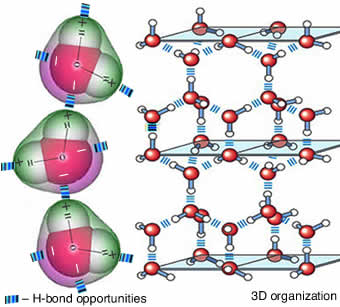 – H-bond opportunities
3D organization